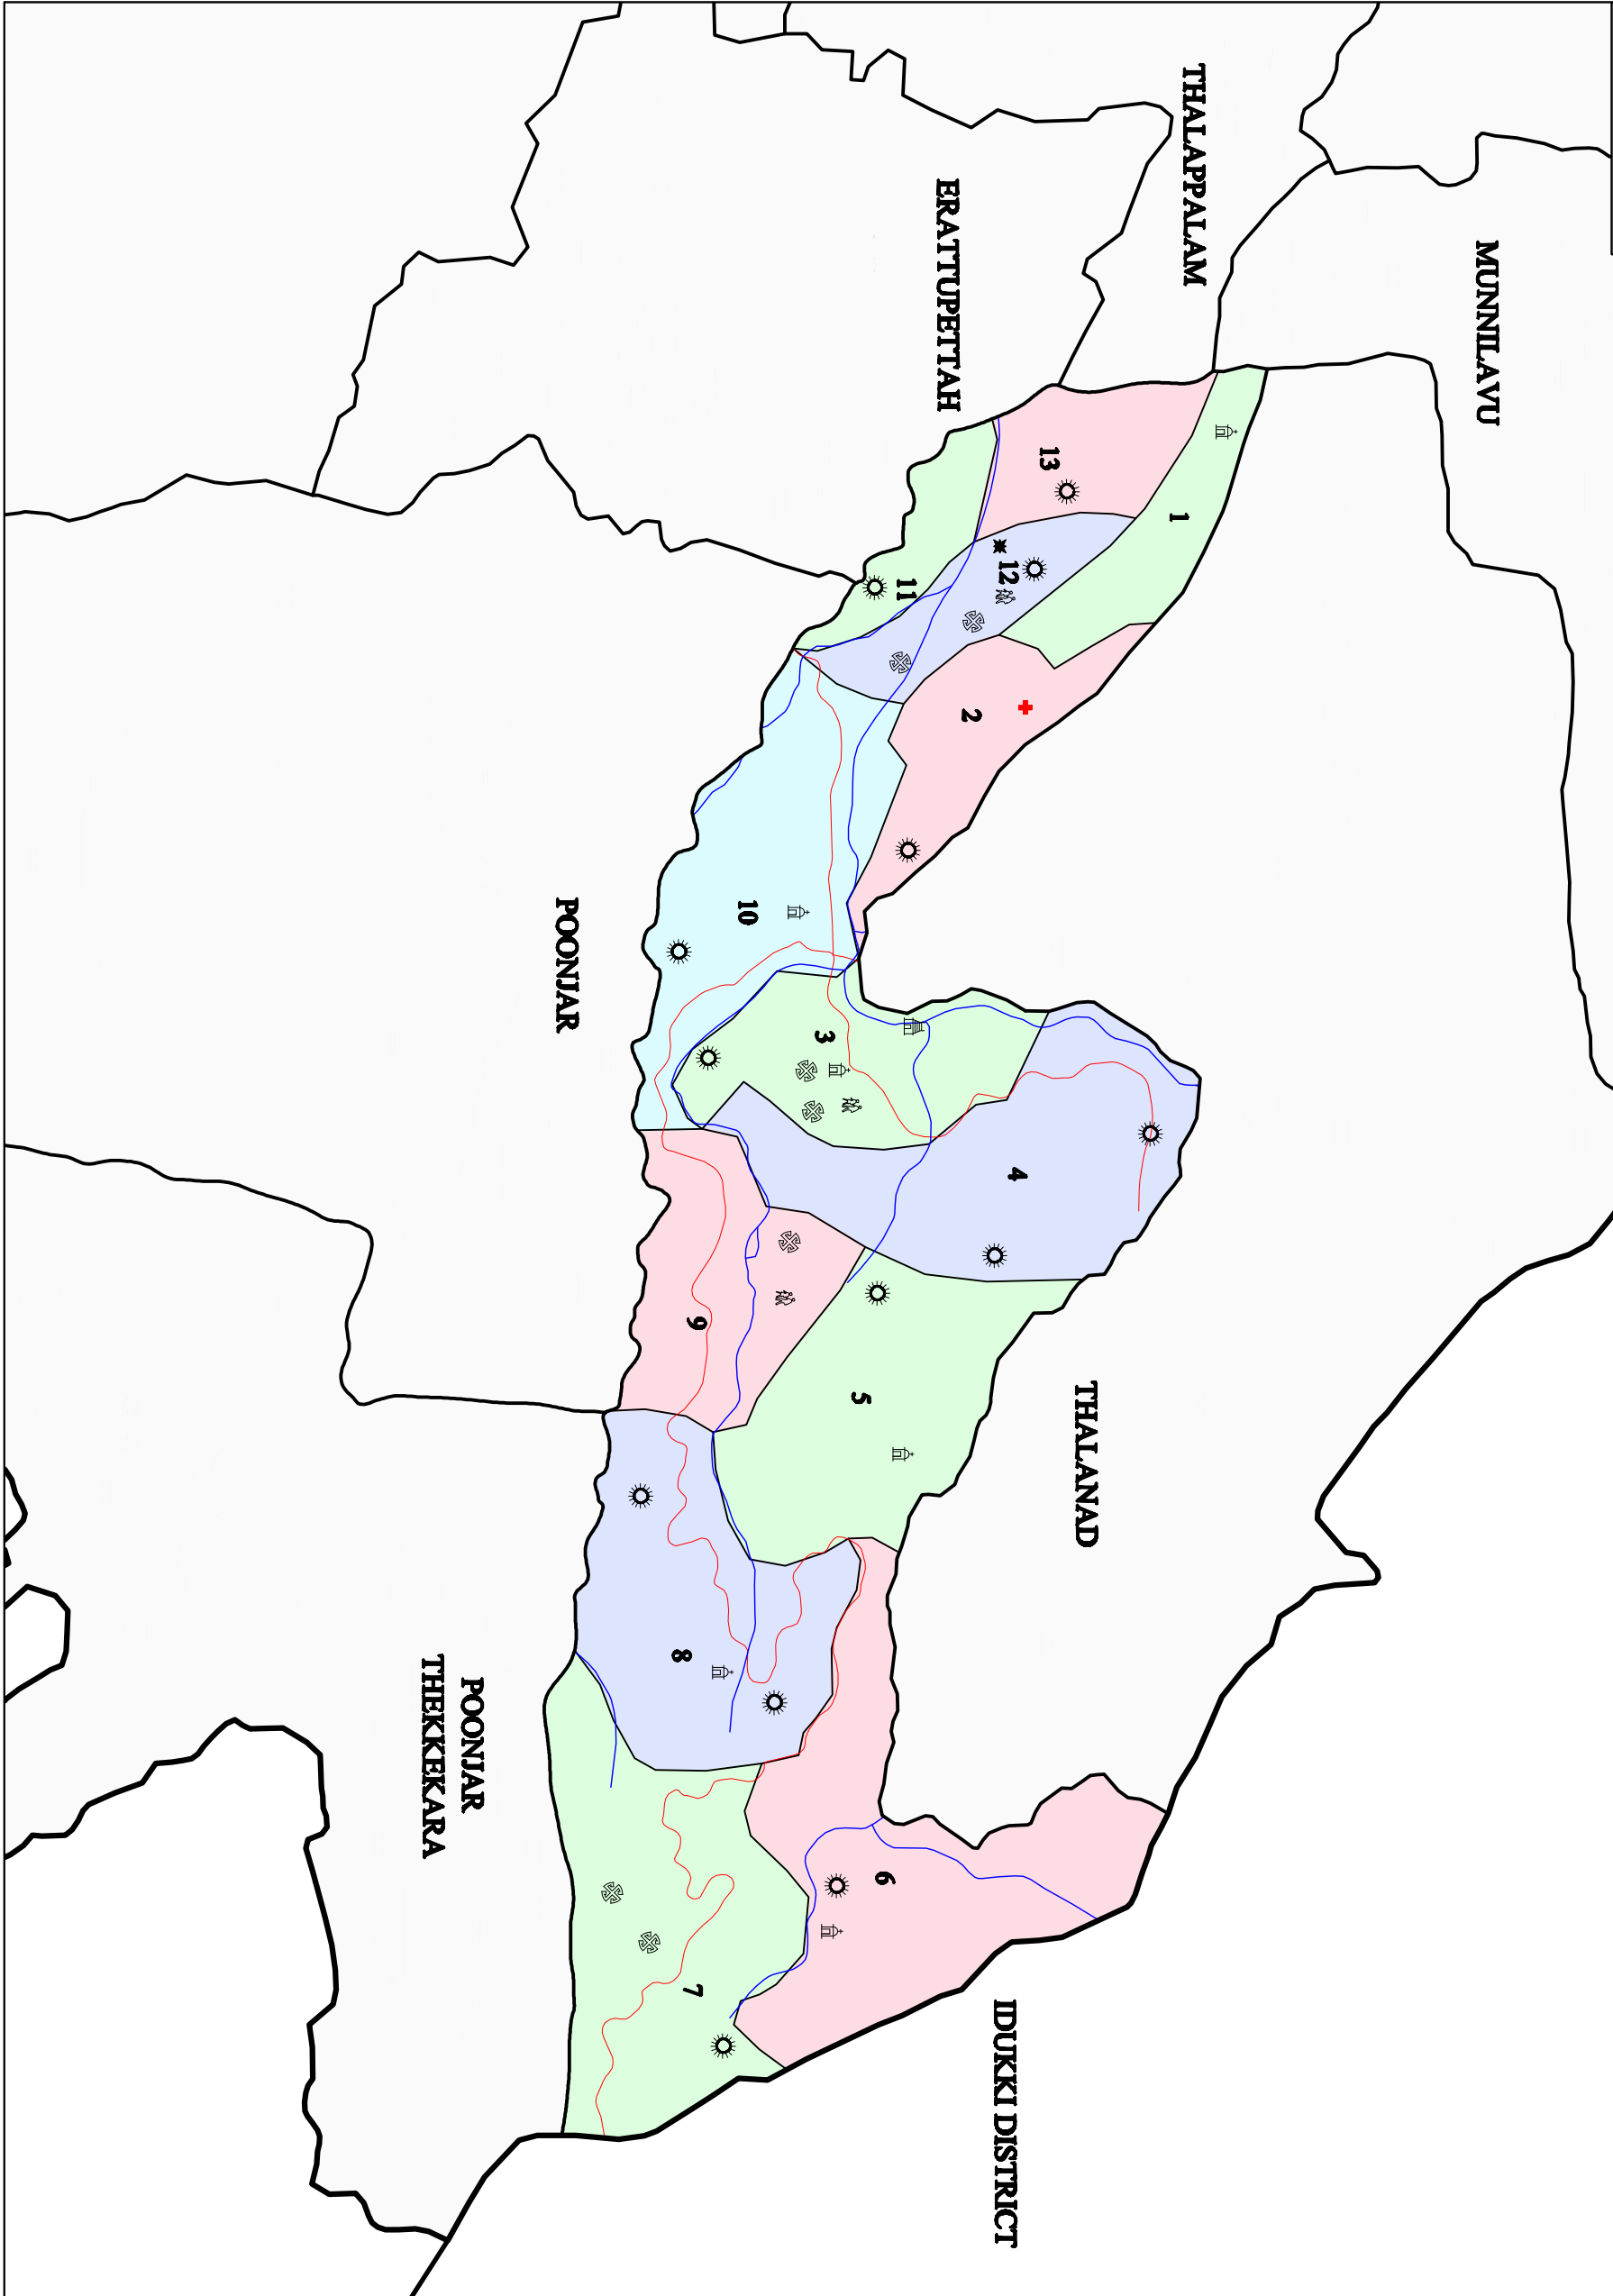 MUNNILAVU
THALAPPALAM
ERATTUPETTAH
13
1
12
11
2
10
POONJAR
3
4
9
5
THALANAD
8
POONJAR
THEKKEKARA
6
7
IDUKKI DISTRICT